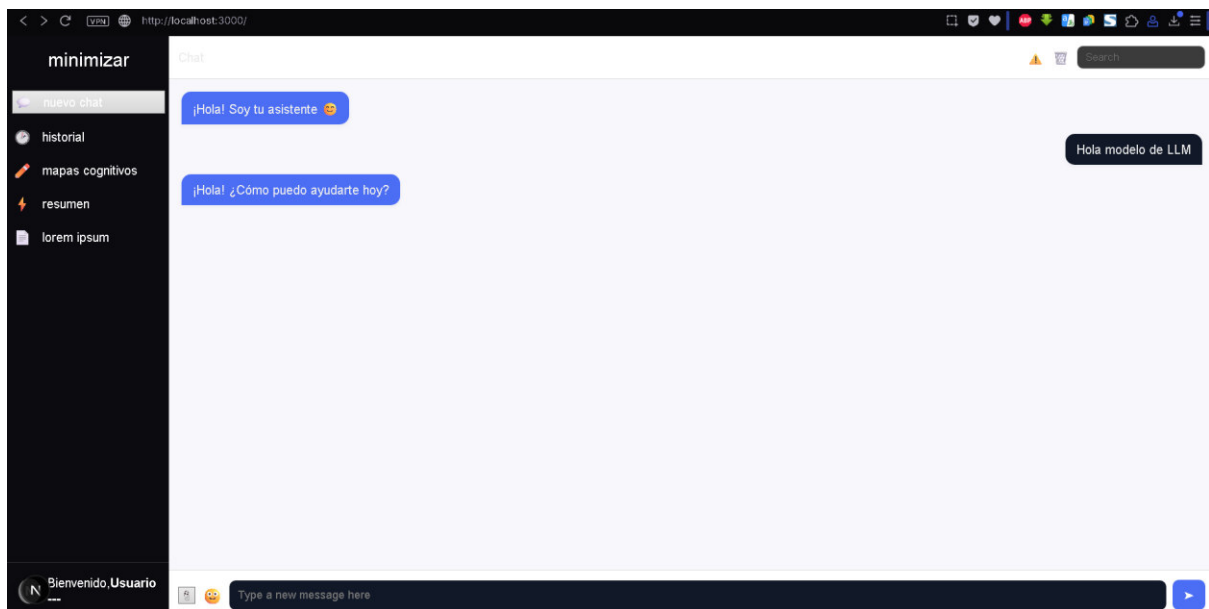 VPN http://localhost:3000/
minimizar
Chat
Search
nuevo chat
historial
mapas cognitivos
resumen
lorem ipsum
¡Hola! Soy tu asistente 😊
Hola modelo de LLM
¡Hola! ¿Cómo puedo ayudarte hoy?
N
Bienvenido,Usuario
---
Type a new message here